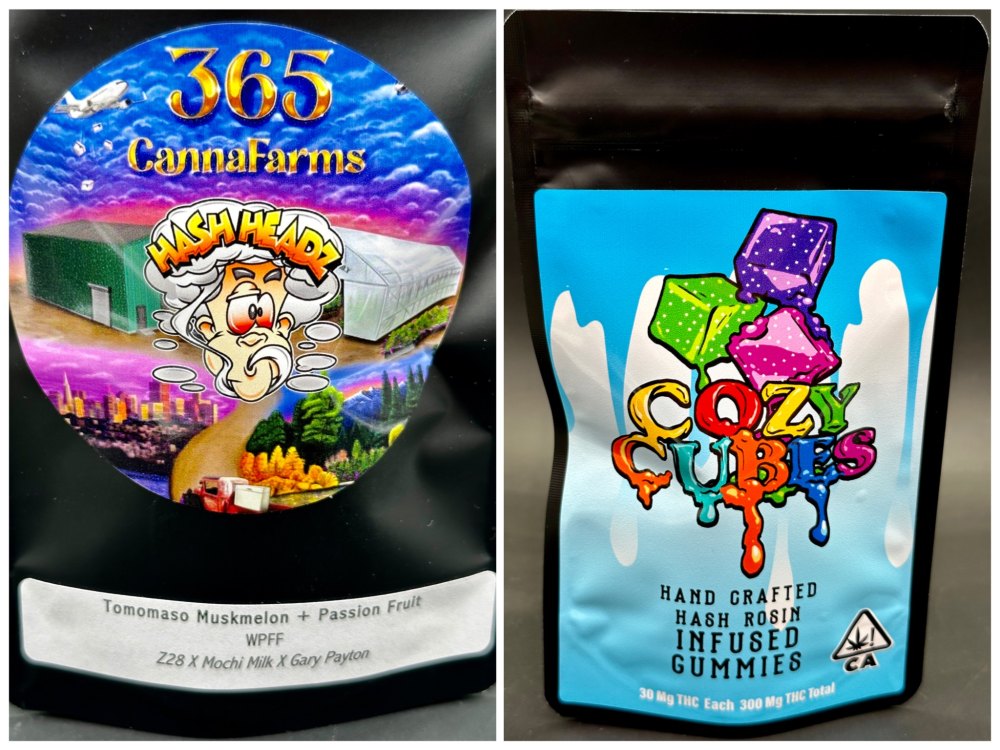 365
CannaFarms
HASH HEADZ
Tomomaso Muskmelon + Passion Fruit
WPFF
Z28 X Mochi Milk X Gary Payton
COZY
CUBES
HAND CRAFTED
HASH ROSIN
INFUSED
GUMMIES
!
CA
30 Mg THC Each 300 Mg THC Total